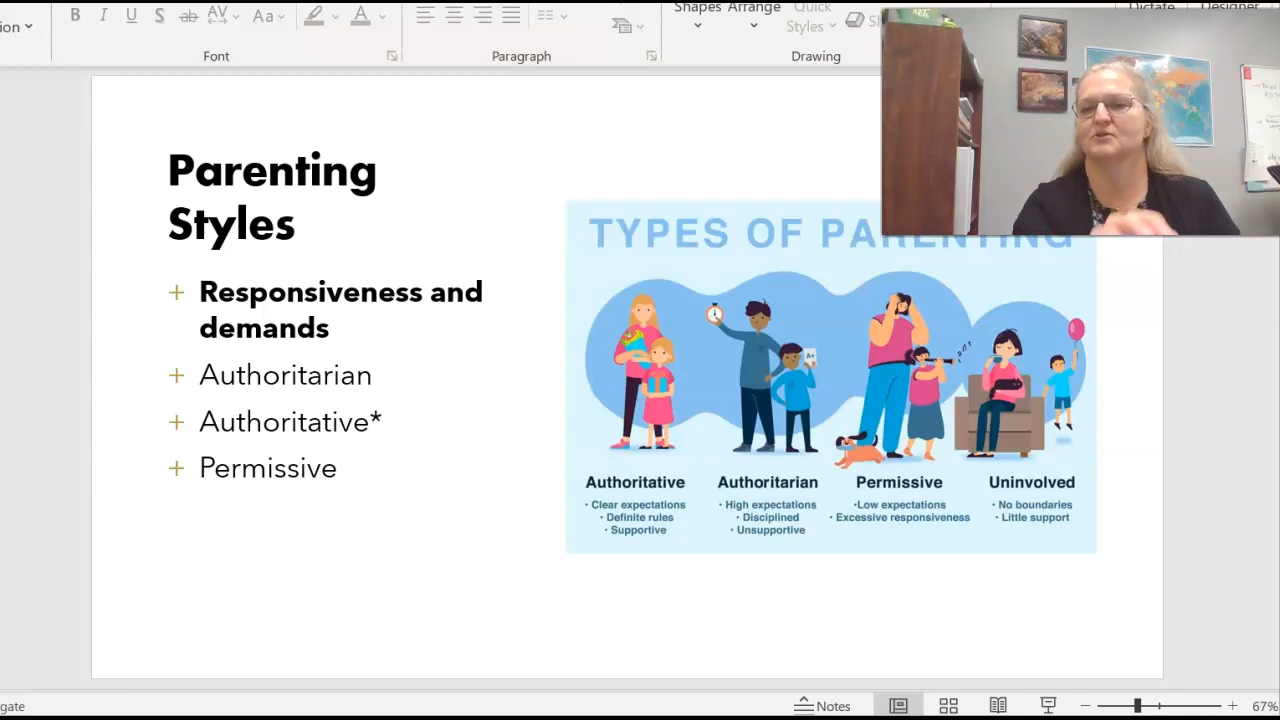 Shapes Arrange
Quick
Styles
Dictate
Designer
ion
B I U S ab AV Aa A
Font
Paragraph
Drawing
Parenting
Styles
+ Responsiveness and
demands
+ Authoritarian
+ Authoritative*
+ Permissive
TYPES OF PARENTING
A+
Authoritative
• Clear expectations
• Definite rules
• Supportive
Authoritarian
• High expectations
• Disciplined
• Unsupportive
Permissive
•Low expectations
• Excessive responsiveness
Uninvolved
• No boundaries
• Little support
gate
Notes
67%